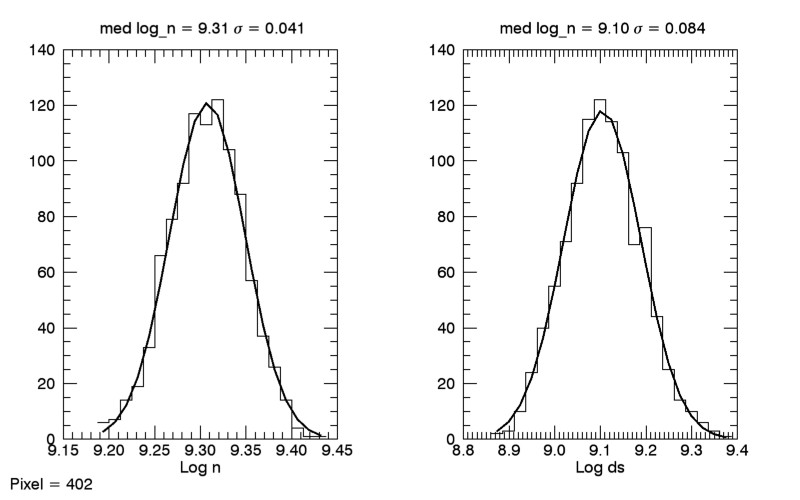 med log_n = 9.31 σ = 0.041
140
120
100
80
60
40
20
0
9.15 9.20 9.25 9.30 9.35 9.40 9.45
Log n
med log_n = 9.10 σ = 0.084
140
120
100
80
60
40
20
0
8.8 8.9 9.0 9.1 9.2 9.3 9.4
Log ds
Pixel = 402